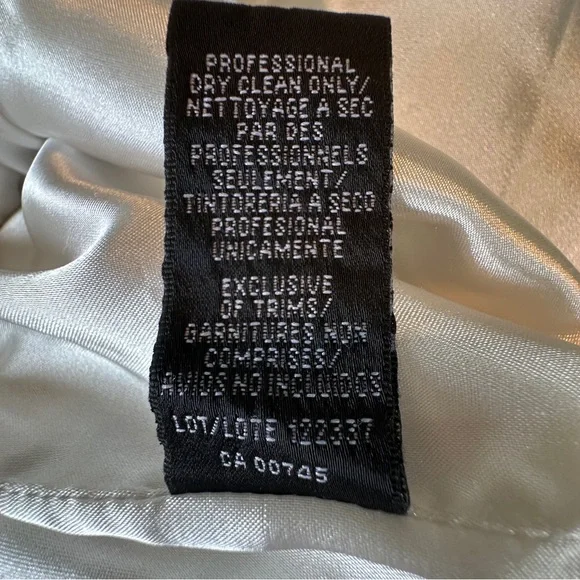 PROFESSIONAL
DRY CLEAN ONLY/
NETTOYAGE A SEC
PAR DES
PROFESSIONNELS
SEULEMENT/
TINTORERIA A SECO
PROFESIONAL
UNICAMENTE
EXCLUSIVE
OF TRIMS/
GARNITURES NON
COMPRISES/
AVIOS NO INCLUIDOS
LOT/LOTE 122337
CA 00745